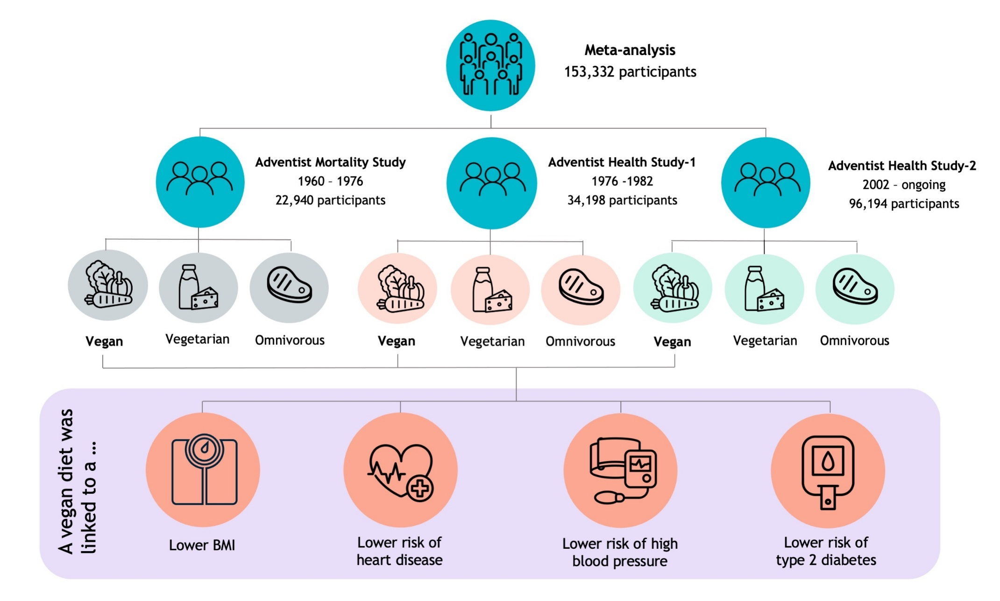 Meta-analysis
153,332 participants
Adventist Mortality Study
1960 – 1976
22,940 participants
Adventist Health Study-1
1976 -1982
34,198 participants
Adventist Health Study-2
2002 – ongoing
96,194 participants
Vegan
Vegetarian
Omnivorous
Vegan
Vegetarian
Omnivorous
Vegan
Vegetarian
Omnivorous
A vegan diet was
linked to a ...
Lower BMI
Lower risk of
heart disease
Lower risk of high
blood pressure
Lower risk of
type 2 diabetes